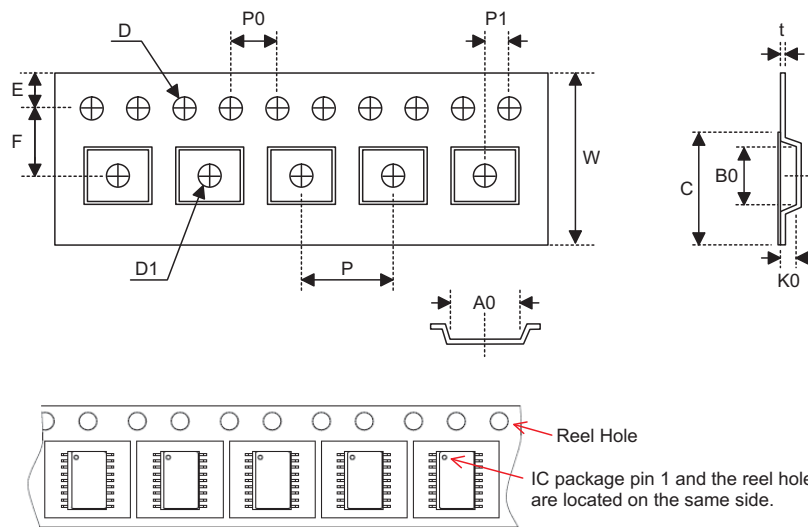 D
P0
P1
t
E
F
W
C
B0
D1
P
K0
A0
Reel Hole
IC package pin 1 and the reel hole
are located on the same side.